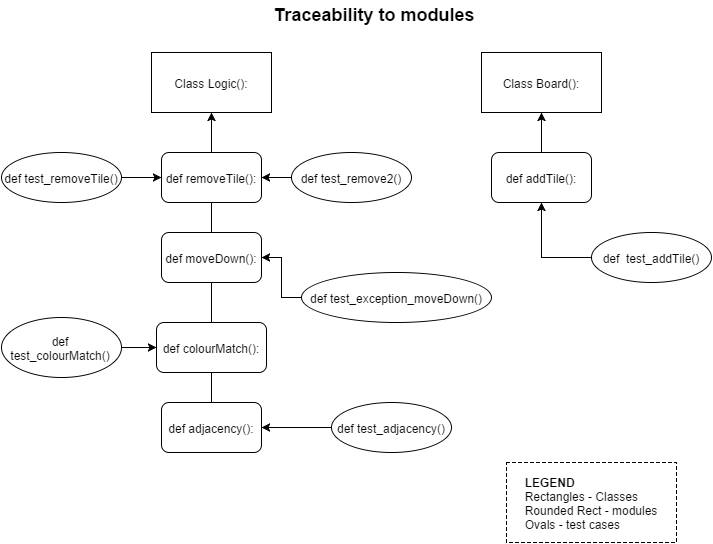 Traceability to modules
Class Logic():
Class Board():
def test_removeTile()
def removeTile():
def test_remove2()
def addTile():
def moveDown():
def  test_addTile()
def test_exception_moveDown()
def
test_colourMatch()
def colourMatch():
def adjacency():
def test_adjacency()
LEGEND
Rectangles - Classes
Rounded Rect - modules
Ovals - test cases